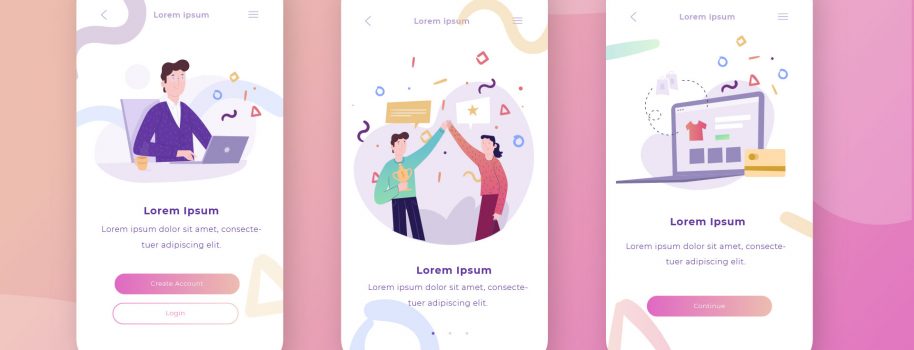 Lorem ipsum
Lorem Ipsum
Lorem ipsum dolor sit amet, consecte-
tuer adipiscing elit.
Create Account
Login
Lorem ipsum
Lorem Ipsum
Lorem ipsum dolor sit amet, consecte-
tuer adipiscing elit.
Lorem ipsum
Lorem Ipsum
Lorem ipsum dolor sit amet, consecte-
tuer adipiscing elit.
Continue